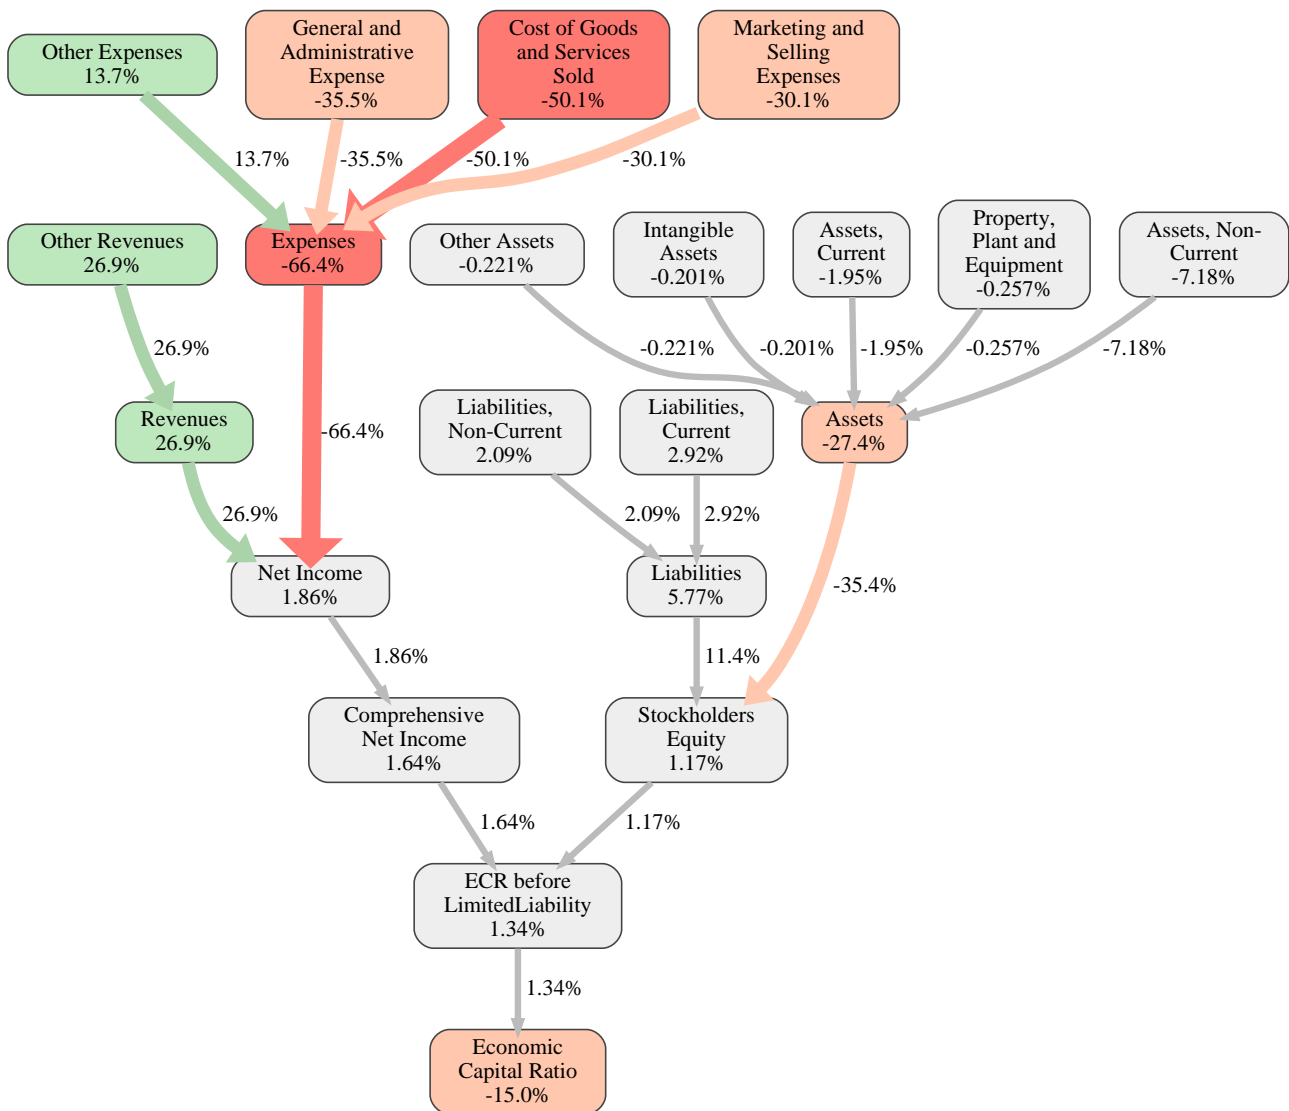 Other Expenses
13.7%
General and
Administrative
Expense
-35.5%
Cost of Goods
and Services
Sold
-50.1%
Marketing and
Selling
Expenses
-30.1%
13.7%
-35.5%
-50.1%
-30.1%
Other Revenues
26.9%
Expenses
-66.4%
Other Assets
-0.221%
Intangible
Assets
-0.201%
Assets,
Current
-1.95%
Property,
Plant and
Equipment
-0.257%
Assets, Non-
Current
-7.18%
26.9%
-66.4%
-0.221%
-0.201%
-1.95%
-0.257%
-7.18%
Revenues
26.9%
Liabilities,
Non-Current
2.09%
Liabilities,
Current
2.92%
Assets
-27.4%
26.9%
2.09%
2.92%
-35.4%
Net Income
1.86%
Liabilities
5.77%
1.86%
11.4%
Comprehensive
Net Income
1.64%
Stockholders
Equity
1.17%
1.64%
1.17%
ECR before
LimitedLiability
1.34%
1.34%
Economic
Capital Ratio
-15.0%